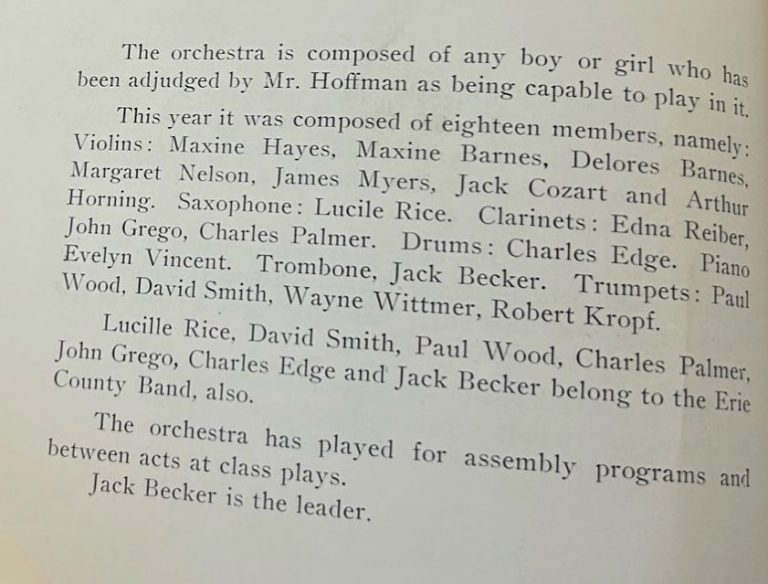 The orchestra is composed of any boy or girl who has
been adjudged by Mr. Hoffman as being capable to play in it.
This year it was composed of eighteen members, namely:
Violins: Maxine Hayes, Maxine Barnes, Delores Barnes,
Margaret Nelson, James Myers, Jack Cozart and Arthur
Horning. Saxophone: Lucile Rice. Clarinets: Edna Reiber,
John Grego, Charles Palmer. Drums: Charles Edge. Piano
Evelyn Vincent. Trombone, Jack Becker. Trumpets: Paul
Wood, David Smith, Wayne Wittmer, Robert Kropf.
Lucille Rice, David Smith, Paul Wood, Charles Palmer,
John Grego, Charles Edge and Jack Becker belong to the Erie
County Band, also.
The orchestra has played for assembly programs and
between acts at class plays.
Jack Becker is the leader.